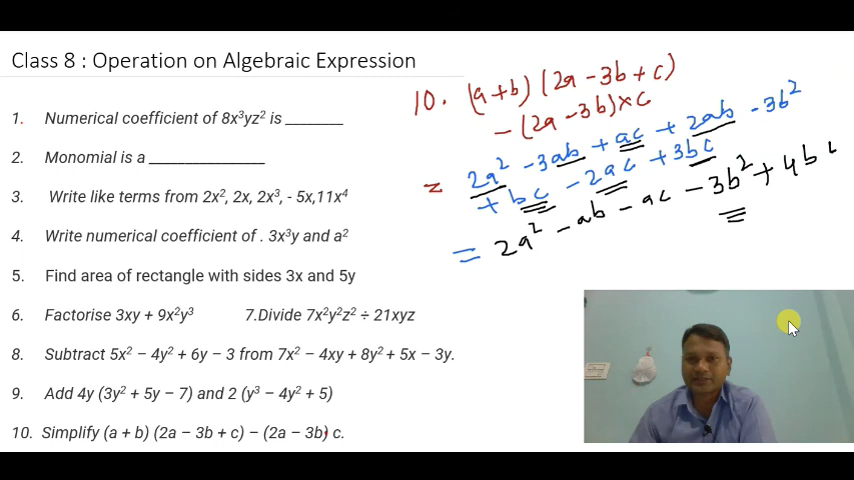 Class 8 : Operation on Algebraic Expression
1. Numerical coefficient of 8x³yz² is ______
2. Monomial is a ______________
3. Write like terms from 2x², 2x, 2x³, - 5x,11x⁴
4. Write numerical coefficient of . 3x³y and a²
5. Find area of rectangle with sides 3x and 5y
6. Factorise 3xy + 9x²y³ 7.Divide 7x²y²z² ÷ 21xyz
8. Subtract 5x² – 4y² + 6y – 3 from 7x² – 4xy + 8y² + 5x – 3y.
9. Add 4y (3y² + 5y – 7) and 2 (y³ – 4y² + 5)
10. Simplify (a + b) (2a – 3b + c) – (2a – 3b) c.
10. (a+b) (2a - 3b + c)
- (2a - 3b) × c
= 2a² - 3ab + ac + 2ab - 3b²
+ bc - 2ac + 3bc
= 2a² - ab - ac - 3b² + 4b